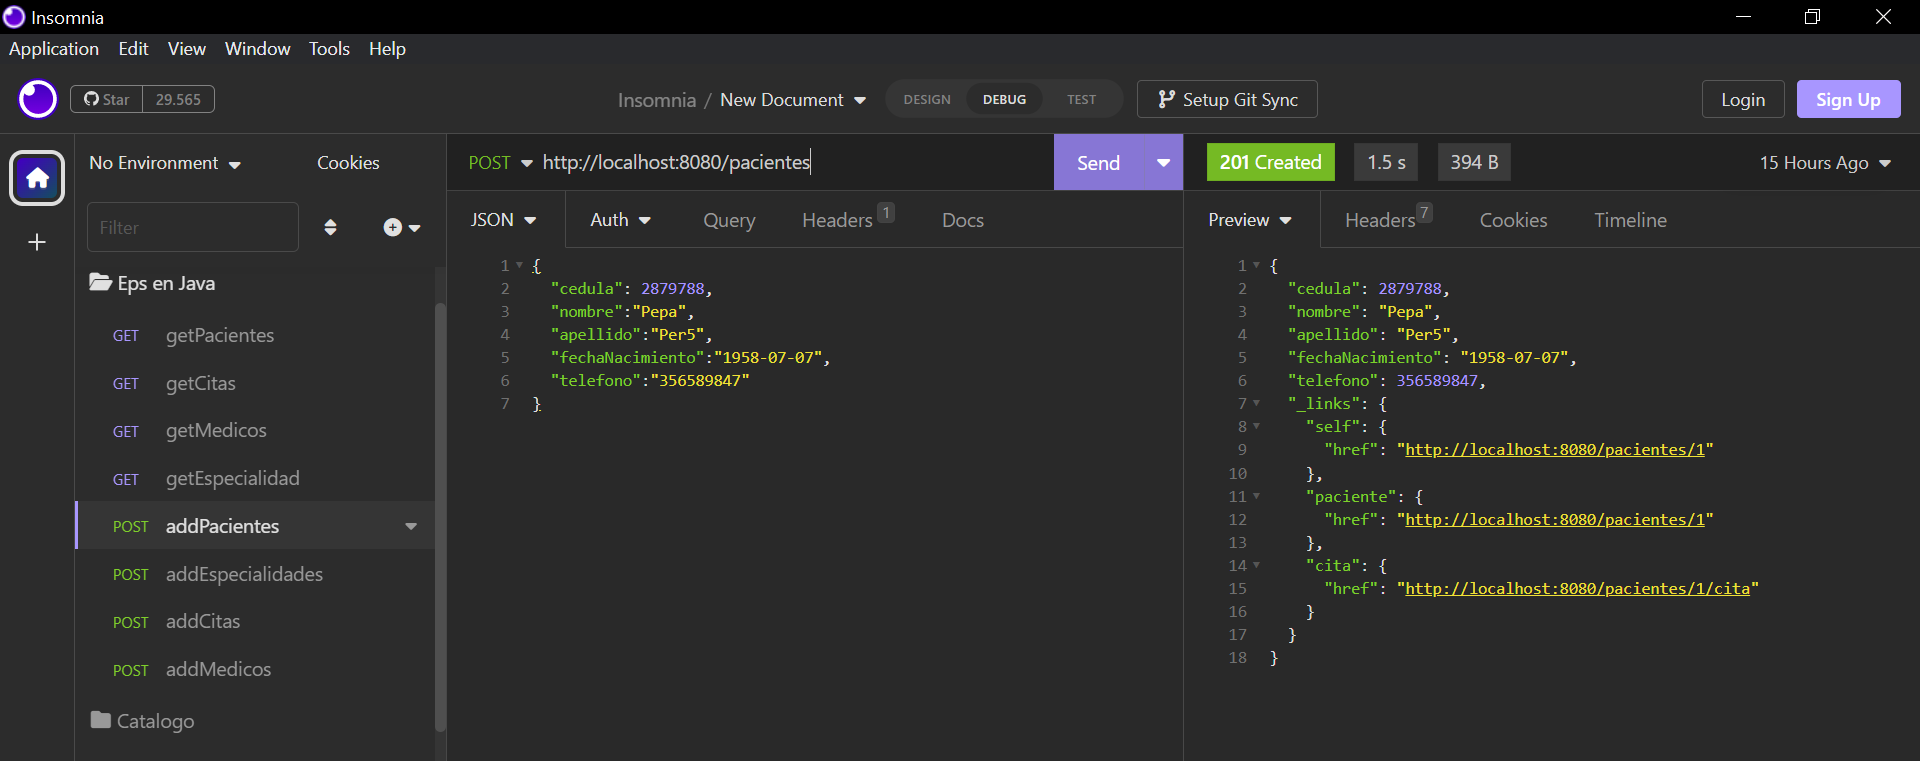 Insomnia
Application Edit View Window Tools Help
Star 29.565
Insomnia / New Document
DESIGN DEBUG TEST
Setup Git Sync
Login Sign Up
No Environment Cookies
Filter
Eps en Java
GET getPacientes
GET getCitas
GET getMedicos
GET getEspecialidad
POST addPacientes
POST addEspecialidades
POST addCitas
POST addMedicos
Catalogo
POST http://localhost:8080/pacientes
Send
JSON Auth Query Headers 1 Docs
1 {
2 "cedula": 2879788,
3 "nombre":"Pepa",
4 "apellido":"Per5",
5 "fechaNacimiento":"1958-07-07",
6 "telefono":"356589847"
7 }
201 Created 1.5 s 394 B 15 Hours Ago
Preview Headers 7 Cookies Timeline
1 {
2 "cedula": 2879788,
3 "nombre": "Pepa",
4 "apellido": "Per5",
5 "fechaNacimiento": "1958-07-07",
6 "telefono": 356589847,
7 "_links": {
8 "self": {
9 "href": "http://localhost:8080/pacientes/1"
10 },
11 "paciente": {
12 "href": "http://localhost:8080/pacientes/1"
13 },
14 "cita": {
15 "href": "http://localhost:8080/pacientes/1/cita"
16 }
17 }
18 }